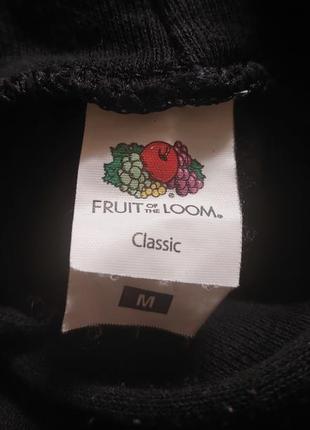 FRUIT OF THE LOOM®
Classic
M